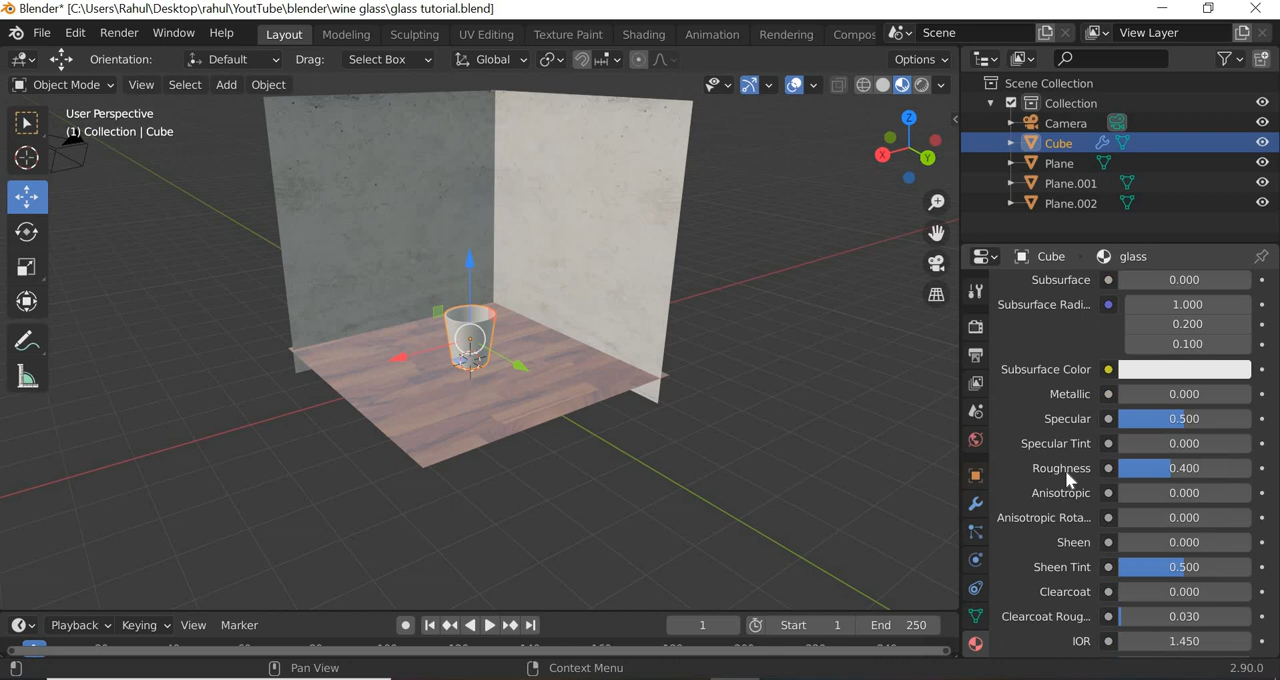 Blender* [C:\Users\Rahul\Desktop\rahul\YouTube\blender\wine glass\glass tutorial.blend]
File Edit Render Window Help Layout Modeling Sculpting UV Editing Texture Paint Shading Animation Rendering Compos Scene View Layer
Orientation: Default Drag: Select Box Global Options
Object Mode View Select Add Object
User Perspective
(1) Collection | Cube
Z
X
Y
Scene Collection
Collection
Camera
Cube
Plane
Plane.001
Plane.002
Cube glass
Subsurface 0.000
Subsurface Radi... 1.000
0.200
0.100
Subsurface Color
Metallic 0.000
Specular 0.500
Specular Tint 0.000
Roughness 0.400
Anisotropic 0.000
Anisotropic Rota... 0.000
Sheen 0.000
Sheen Tint 0.500
Clearcoat 0.000
Clearcoat Roug... 0.030
IOR 1.450
Playback Keying View Marker 1 Start 1 End 250
Pan View Context Menu 2.90.0